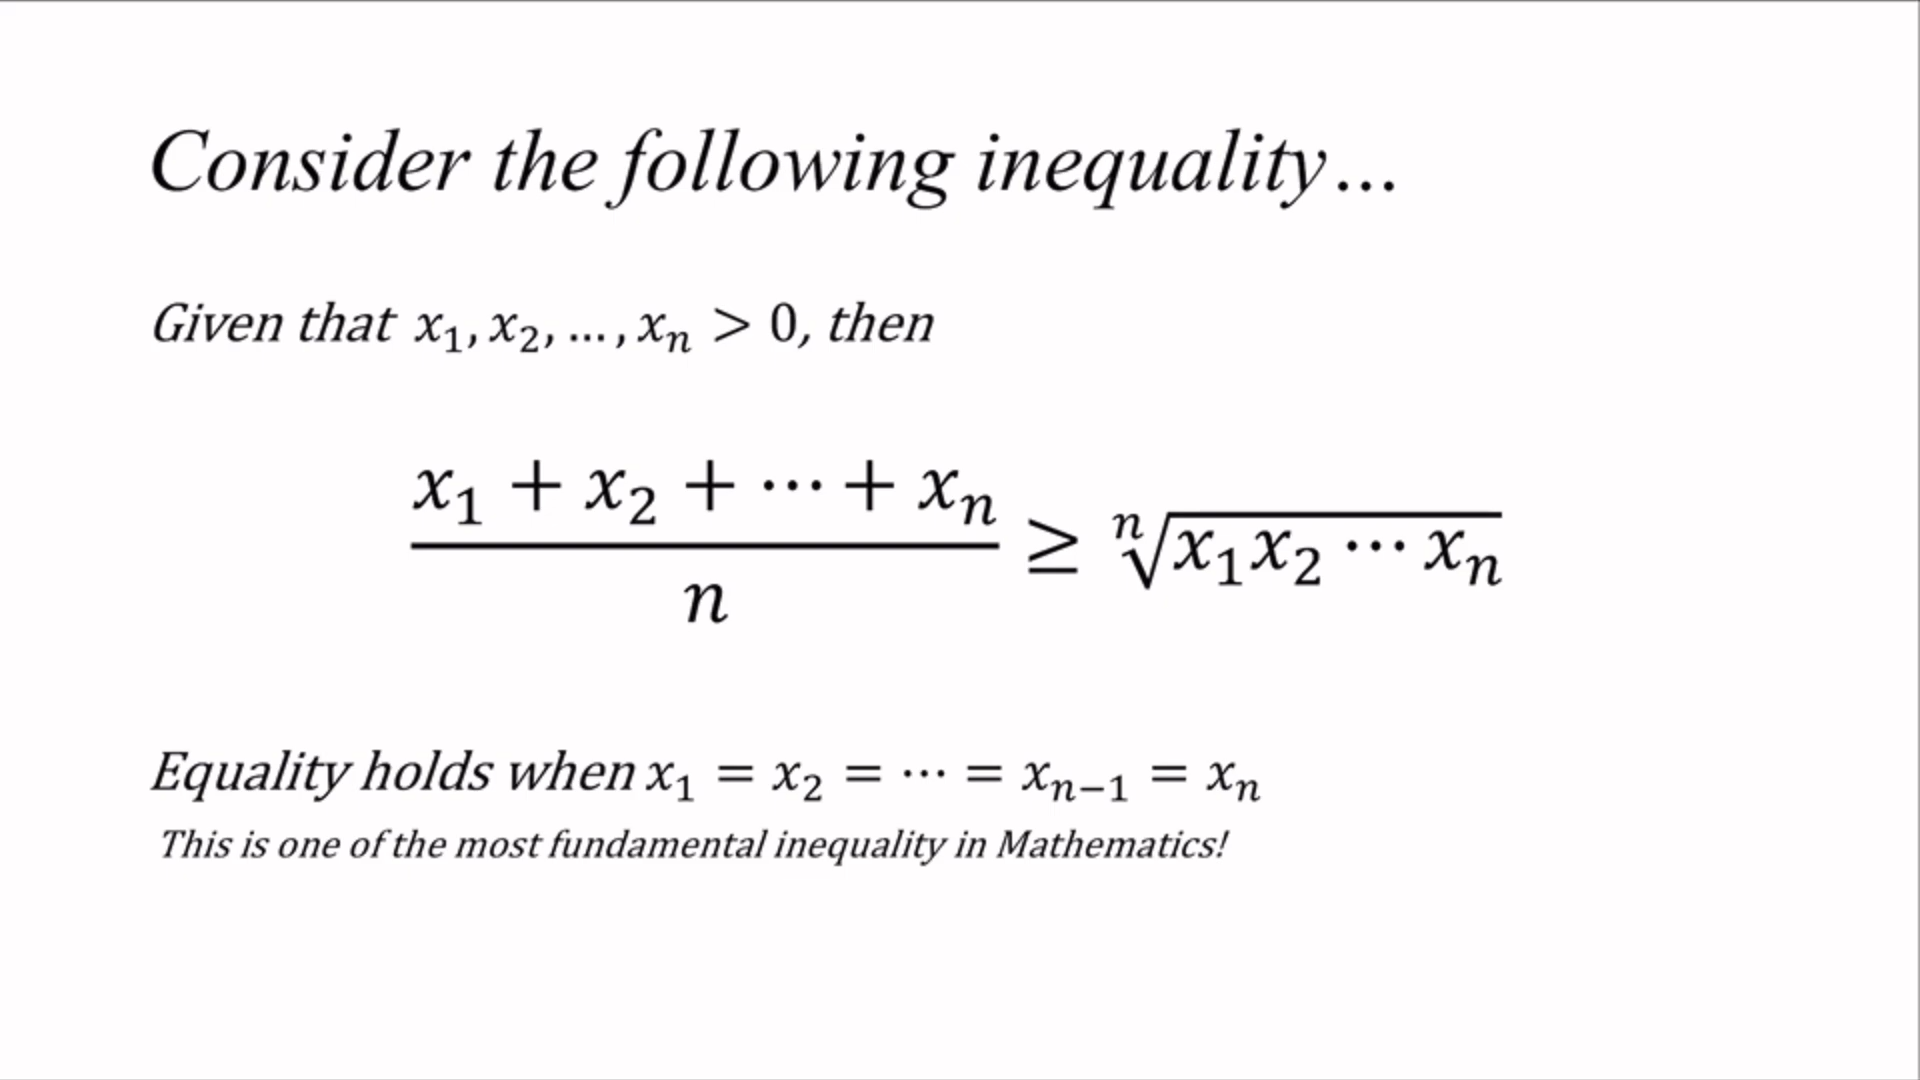 Consider the following inequality...
Given that x₁, x₂, ..., xₙ > 0, then
(x₁ + x₂ + ⋯ + xₙ)/n ≥ ⁿ√(x₁x₂ ⋯ xₙ)
Equality holds when x₁ = x₂ = ⋯ = xₙ₋₁ = xₙ
This is one of the most fundamental inequality in Mathematics!